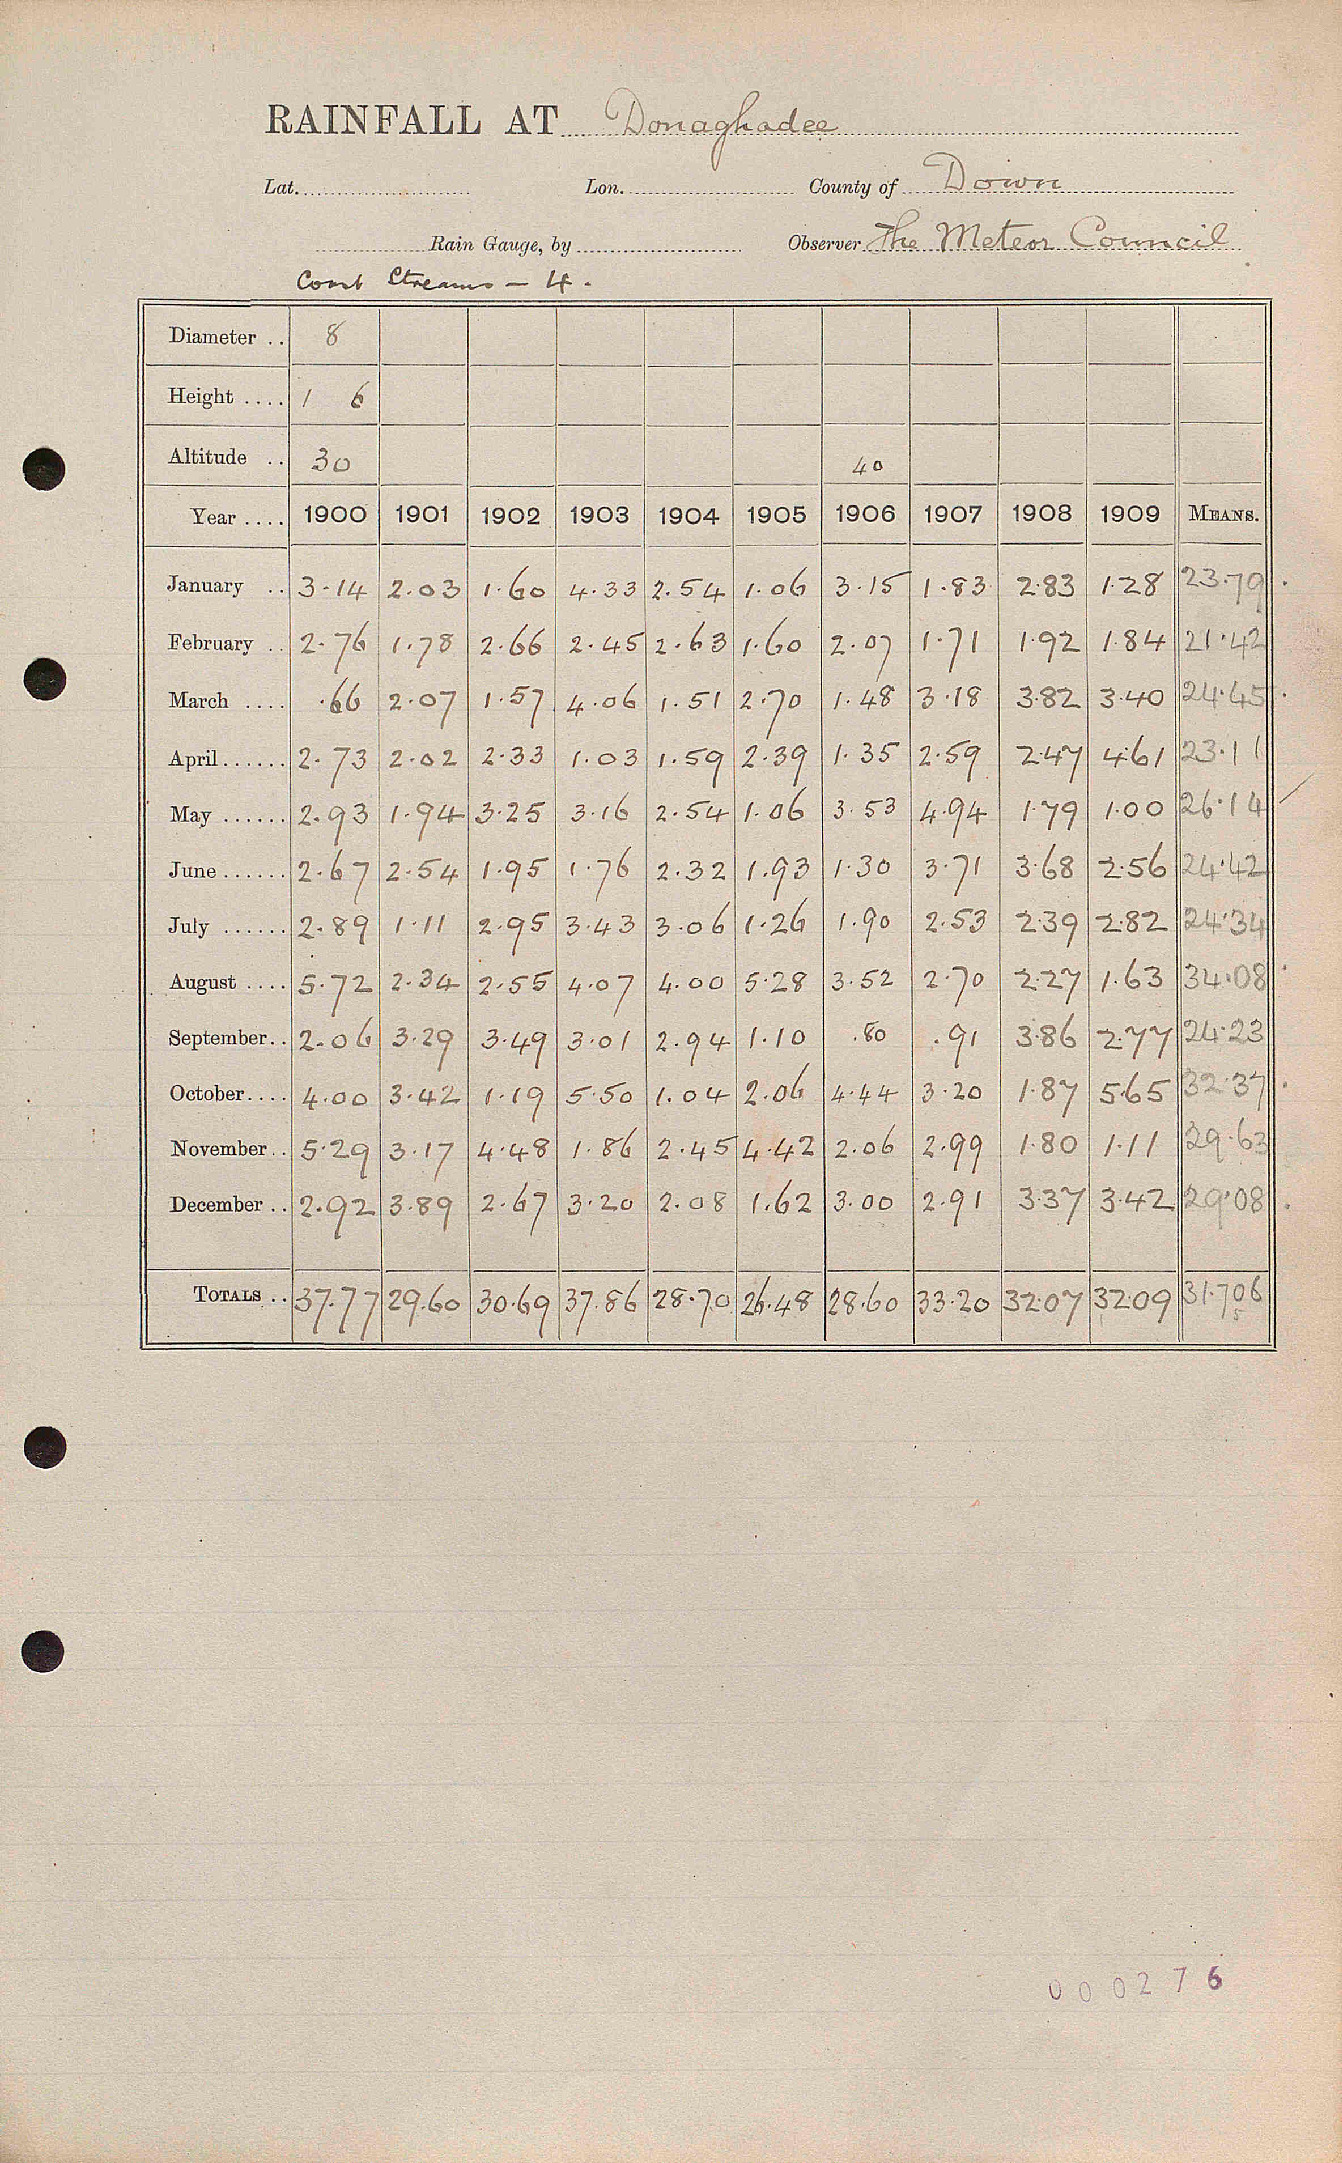 RAINFALL AT Donaghadee
Lat. Lon. County of Down
Rain Gauge, by Observer The Meteor Council
Streams - 4.
Diameter .. 8
Height .... 1 6
Altitude .. 30 40
Year .... 1900 1901 1902 1903 1904 1905 1906 1907 1908 1909 MEANS.
January .. 3.14 2.03 1.60 4.33 2.54 1.06 3.15 1.83 2.83 1.28 23.79
February .. 2.76 1.78 2.66 2.45 2.63 1.60 2.07 1.71 1.92 1.84 21.42
March .... .66 2.07 1.57 4.06 1.51 2.70 1.48 3.18 3.82 3.40 24.45
April...... 2.73 2.02 2.33 1.03 1.59 2.39 1.35 2.59 2.47 4.61 23.11
May ...... 2.93 1.94 3.25 3.16 2.54 1.06 3.53 4.94 1.79 1.00 26.14
June...... 2.67 2.54 1.95 1.76 2.32 1.93 1.30 3.71 3.68 2.56 24.42
July ...... 2.89 1.11 2.95 3.43 3.06 1.26 1.90 2.53 2.39 2.82 24.34
August .... 5.72 2.34 2.55 4.07 4.00 5.28 3.52 2.70 2.27 1.63 34.08
September.. 2.06 3.29 3.49 3.01 2.94 1.10 .80 .91 3.86 2.77 24.23
October.... 4.00 3.42 1.19 5.50 1.04 2.06 4.44 3.20 1.87 5.65 32.37
November.. 5.29 3.17 4.48 1.86 2.45 4.42 2.06 2.99 1.80 1.11 29.63
December .. 2.92 3.89 2.67 3.20 2.08 1.62 3.00 2.91 3.37 3.42 29.08
TOTALS .. 37.77 29.60 30.69 37.86 28.70 26.48 28.60 33.20 32.07 32.09 31.706
5
000276